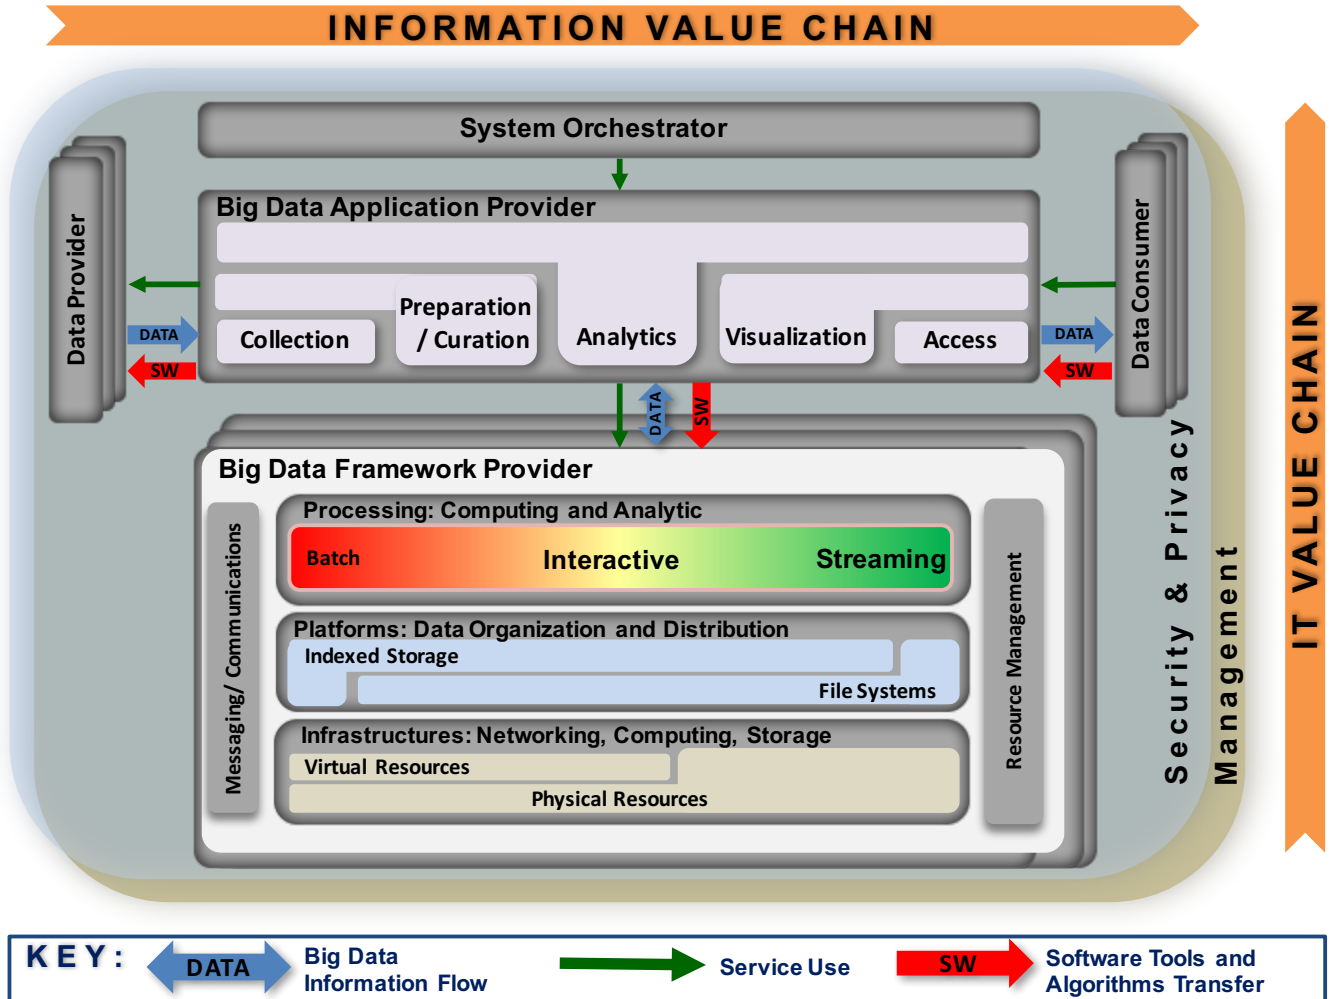 INFORMATION VALUE CHAIN
System Orchestrator
Big Data Application Provider
Data Provider
Data Consumer
Preparation
/ Curation
Collection
Analytics
Visualization
Access
DATA
SW
DATA
SW
DATA
SW
Big Data Framework Provider
Processing: Computing and Analytic
Batch
Interactive
Streaming
Platforms: Data Organization and Distribution
Indexed Storage
File Systems
Infrastructures: Networking, Computing, Storage
Virtual Resources
Physical Resources
Messaging/ Communications
Resource Management
Security & Privacy
Management
IT VALUE CHAIN
KEY:
DATA
Big Data
Information Flow
Service Use
SW
Software Tools and
Algorithms Transfer